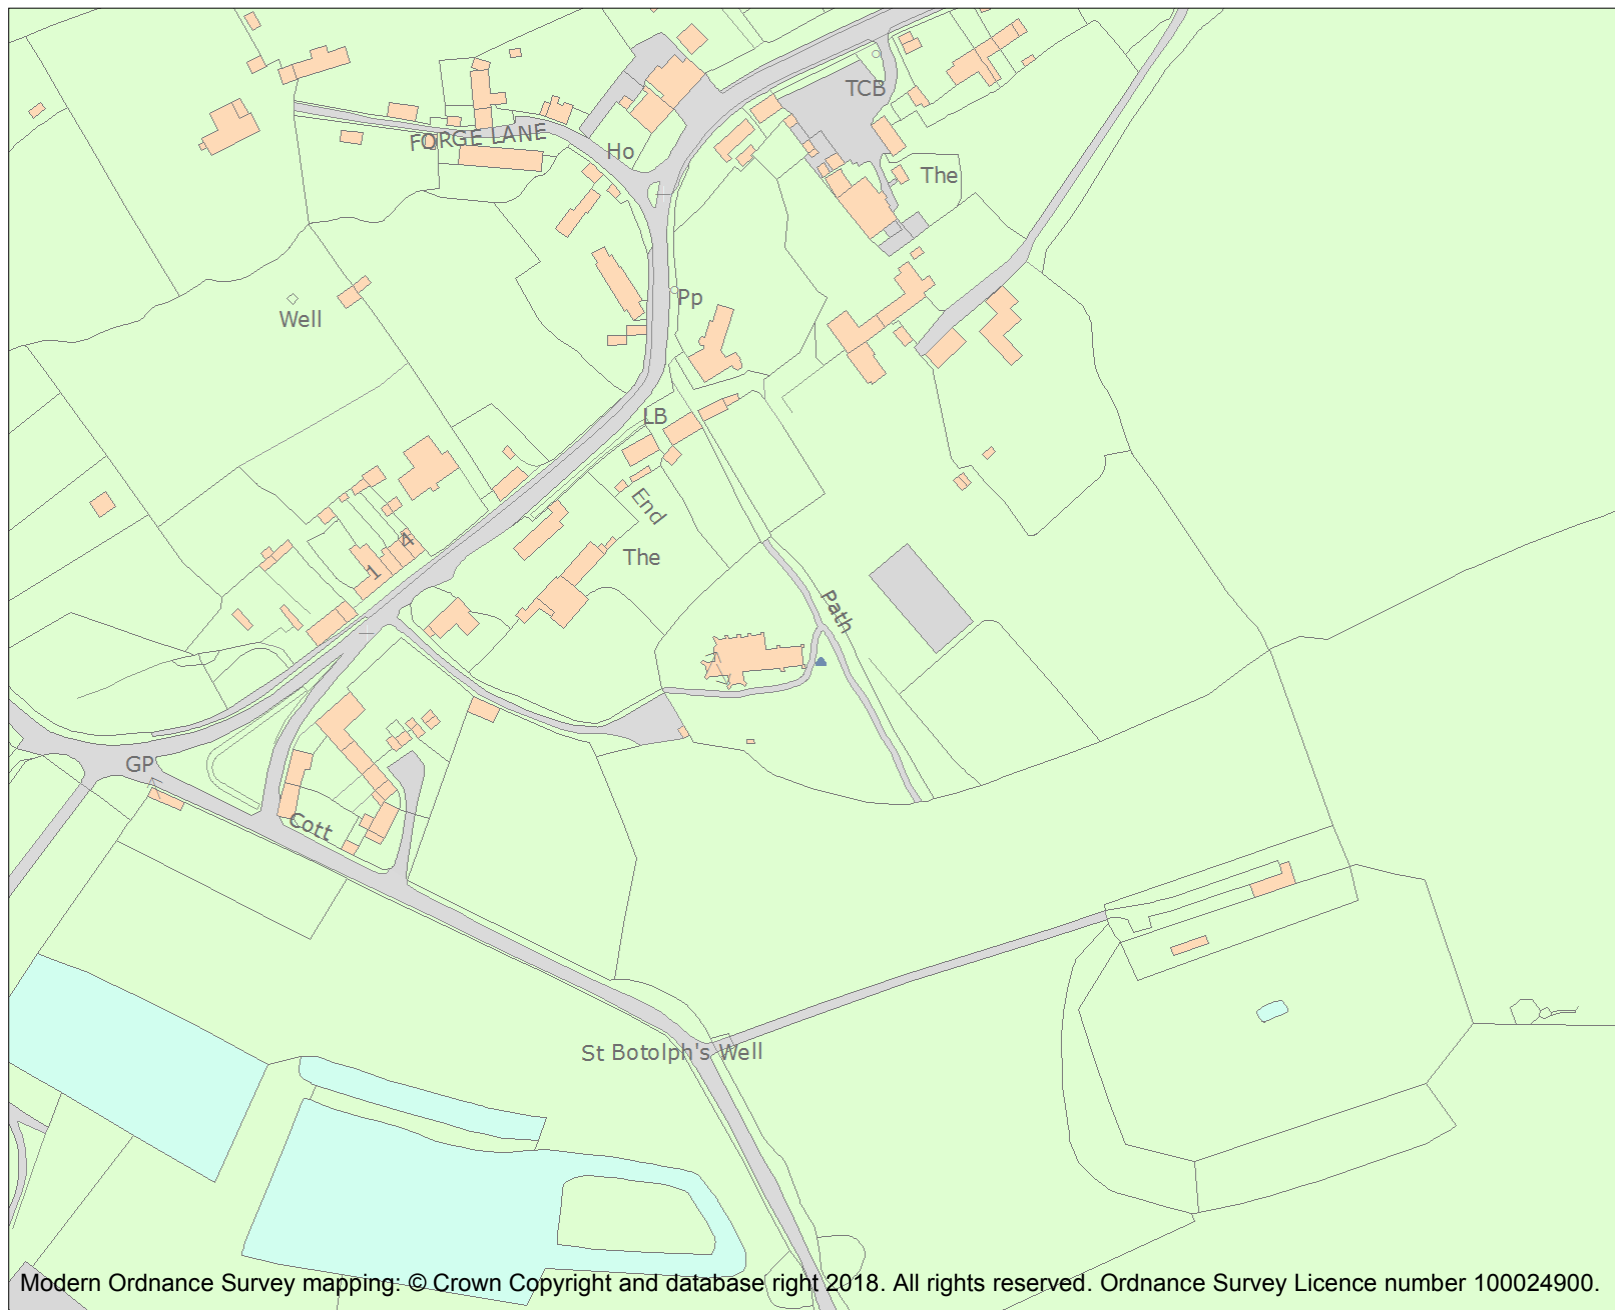 TCB
FORGE LANE
Ho
The
Pp
Well
LB
End
4
The
1
Path
GP
Cott
St Botolph's Well
Modern Ordnance Survey mapping: © Crown Copyright and database right 2018. All rights reserved. Ordnance Survey Licence number 100024900.